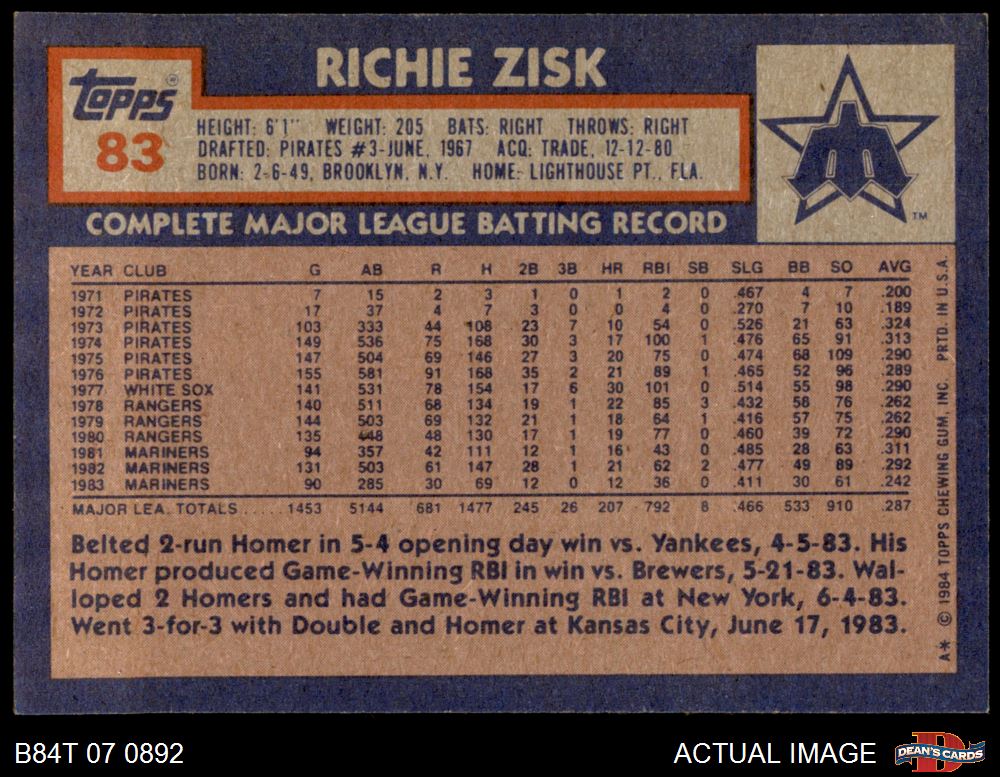 RICHIE ZISK
Topps®
83
HEIGHT: 6'1" WEIGHT: 205 BATS: RIGHT THROWS: RIGHT
DRAFTED: PIRATES #3-JUNE, 1967 ACQ: TRADE, 12-12-80
BORN: 2-6-49, BROOKLYN, N.Y. HOME: LIGHTHOUSE PT., FLA.
TM
COMPLETE MAJOR LEAGUE BATTING RECORD
YEAR CLUB G AB R H 2B 3B HR RBI SB SLG BB SO AVG
1971 PIRATES 7 15 2 3 1 0 1 2 0 .467 4 7 .200
1972 PIRATES 17 37 4 7 3 0 0 4 0 .270 7 10 .189
1973 PIRATES 103 333 44 108 23 7 10 54 0 .526 21 63 .324
1974 PIRATES 149 536 75 168 30 3 17 100 1 .476 65 91 .313
1975 PIRATES 147 504 69 146 27 3 20 75 0 .474 68 109 .290
1976 PIRATES 155 581 91 168 35 2 21 89 1 .465 52 96 .289
1977 WHITE SOX 141 531 78 154 17 6 30 101 0 .514 55 98 .290
1978 RANGERS 140 511 68 134 19 1 22 85 3 .432 58 76 .262
1979 RANGERS 144 503 69 132 21 1 18 64 1 .416 57 75 .262
1980 RANGERS 135 448 48 130 17 1 19 77 0 .460 39 72 .290
1981 MARINERS 94 357 42 111 12 1 16 43 0 .485 28 63 .311
1982 MARINERS 131 503 61 147 28 1 21 62 2 .477 49 89 .292
1983 MARINERS 90 285 30 69 12 0 12 36 0 .411 30 61 .242
MAJOR LEA. TOTALS ..... 1453 5144 681 1477 245 26 207 792 8 .466 533 910 .287
Belted 2-run Homer in 5-4 opening day win vs. Yankees, 4-5-83. His
Homer produced Game-Winning RBI in win vs. Brewers, 5-21-83. Wal-
loped 2 Homers and had Game-Winning RBI at New York, 6-4-83.
Went 3-for-3 with Double and Homer at Kansas City, June 17, 1983.
A* © 1984 TOPPS CHEWING GUM, INC. PRTD. IN U.S.A.
B84T 07 0892
ACTUAL IMAGE
D
DEAN'S CARDS